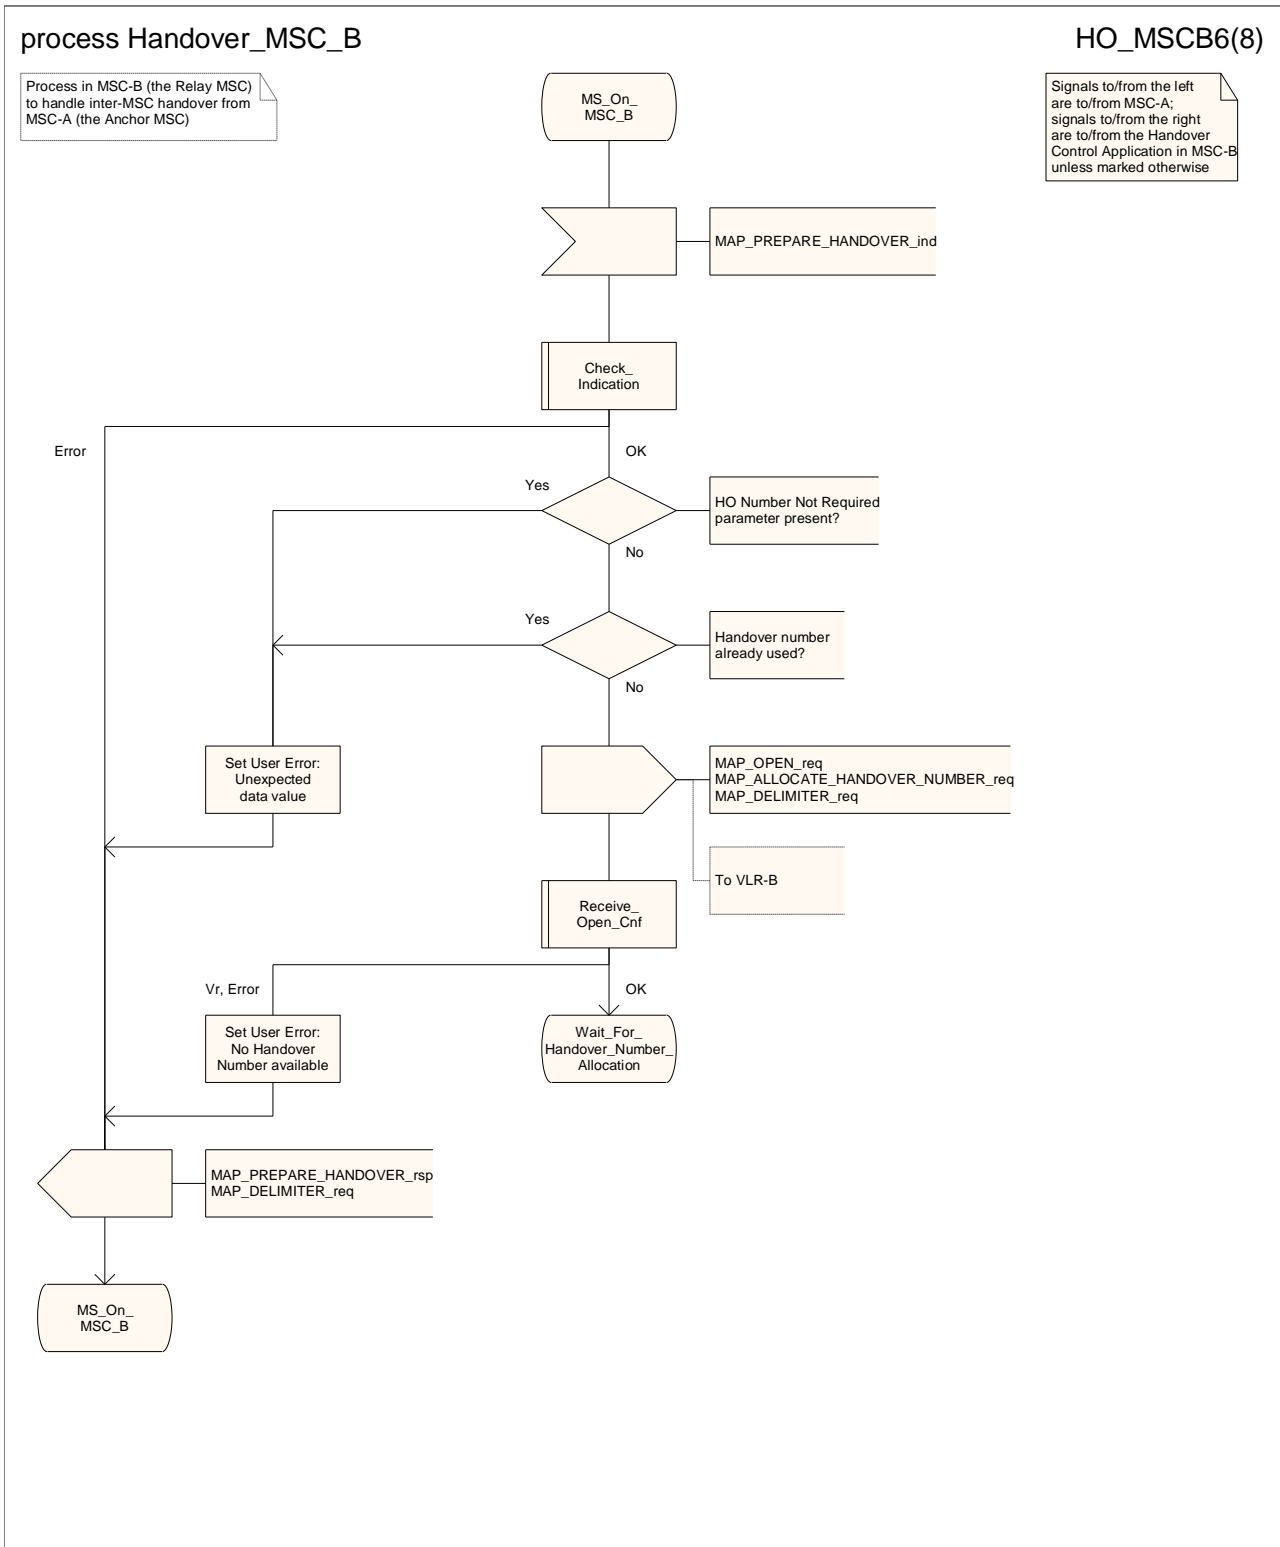 process Handover_MSC_B
HO_MSCB6(8)
Process in MSC-B (the Relay MSC)
to handle inter-MSC handover from
MSC-A (the Anchor MSC)
MS_On_
MSC_B
Signals to/from the left
are to/from MSC-A;
signals to/from the right
are to/from the Handover
Control Application in MSC-B
unless marked otherwise
MAP_PREPARE_HANDOVER_ind
Check_
Indication
Error
OK
Yes
HO Number Not Required
parameter present?
No
Yes
Handover number
already used?
No
Set User Error:
Unexpected
data value
MAP_OPEN_req
MAP_ALLOCATE_HANDOVER_NUMBER_req
MAP_DELIMITER_req
To VLR-B
Receive_
Open_Cnf
Vr, Error
OK
Set User Error:
No Handover
Number available
Wait_For_
Handover_Number_
Allocation
MAP_PREPARE_HANDOVER_rsp
MAP_DELIMITER_req
MS_On_
MSC_B